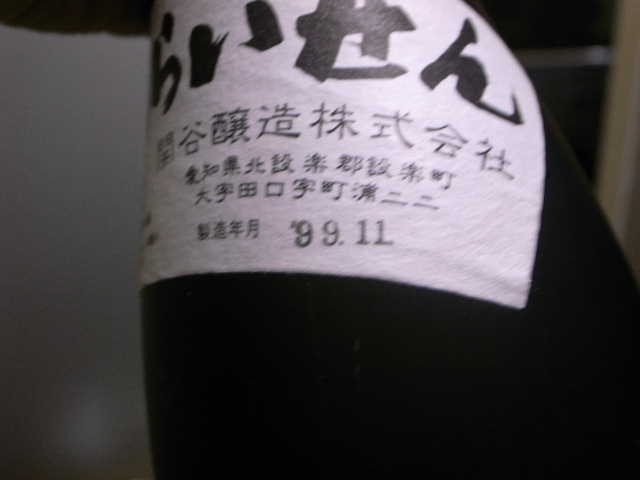 らいせん
関谷醸造株式会社
愛知県北設楽郡設楽町
大字田口字町浦二二
製造年月 '99.11